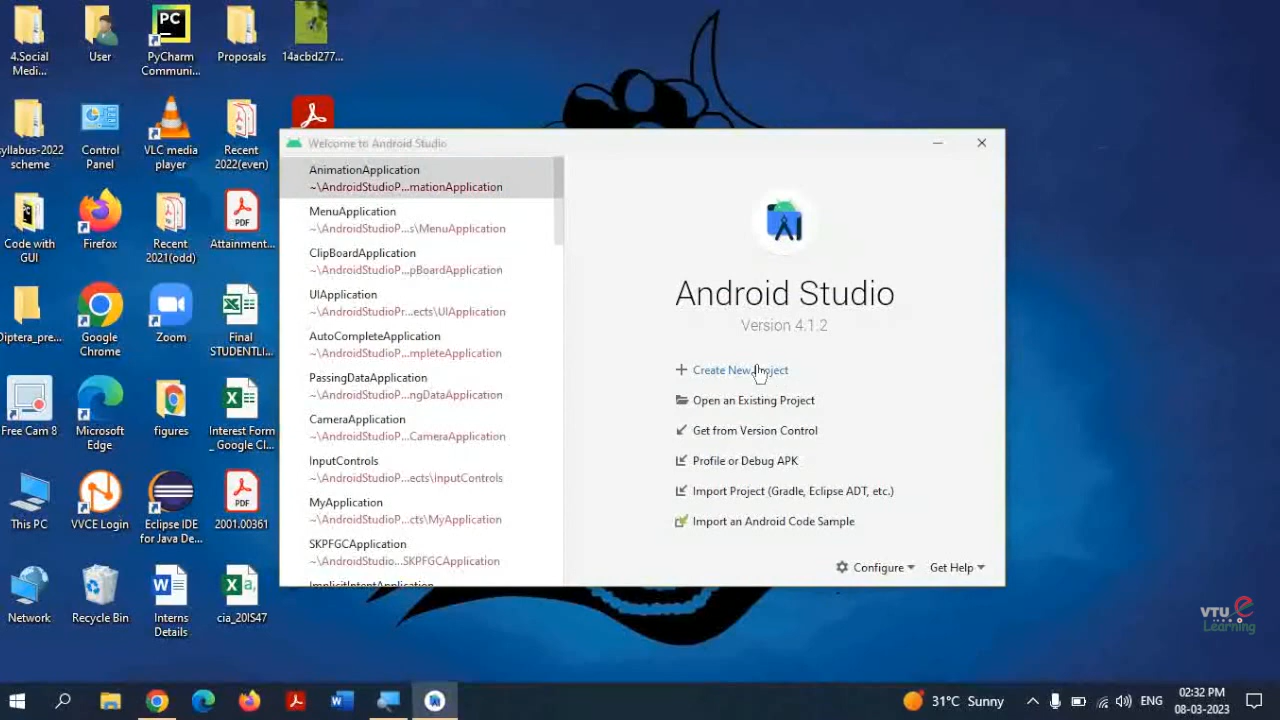 4.Social
Medi...
User
PyCharm
Communi...
Proposals
14acbd277...
syllabus-2022
scheme
Control
Panel
VLC media
player
Recent
2022(even)
Code with
GUI
Firefox
Recent
2021(odd)
PDF
Attainment...
Diptera_pre...
Google
Chrome
Zoom
Final
STUDENTLI...
Free Cam 8
Microsoft
Edge
figures
Interest Form
_ Google Cl...
This PC
VVCE Login
Eclipse IDE
for Java De...
PDF
2001.00361
Network
Recycle Bin
Interns
Details
cia_20IS47
Welcome to Android Studio
AnimationApplication
~\AndroidStudioP...mationApplication
MenuApplication
~\AndroidStudioP...s\MenuApplication
ClipBoardApplication
~\AndroidStudioP...pBoardApplication
UIApplication
~\AndroidStudioPr...ects\UIApplication
AutoCompleteApplication
~\AndroidStudioP...mpleteApplication
PassingDataApplication
~\AndroidStudioP...ngDataApplication
CameraApplication
~\AndroidStudioP...CameraApplication
InputControls
~\AndroidStudioP...ects\InputControls
MyApplication
~\AndroidStudioP...cts\MyApplication
SKPFGCApplication
~\AndroidStudio...SKPFGCApplication
ImplicitIntentApplication
Android Studio
Version 4.1.2
Create New Project
Open an Existing Project
Get from Version Control
Profile or Debug APK
Import Project (Gradle, Eclipse ADT, etc.)
Import an Android Code Sample
Configure
Get Help
VTU e
Learning
31°C Sunny
ENG
02:32 PM
08-03-2023